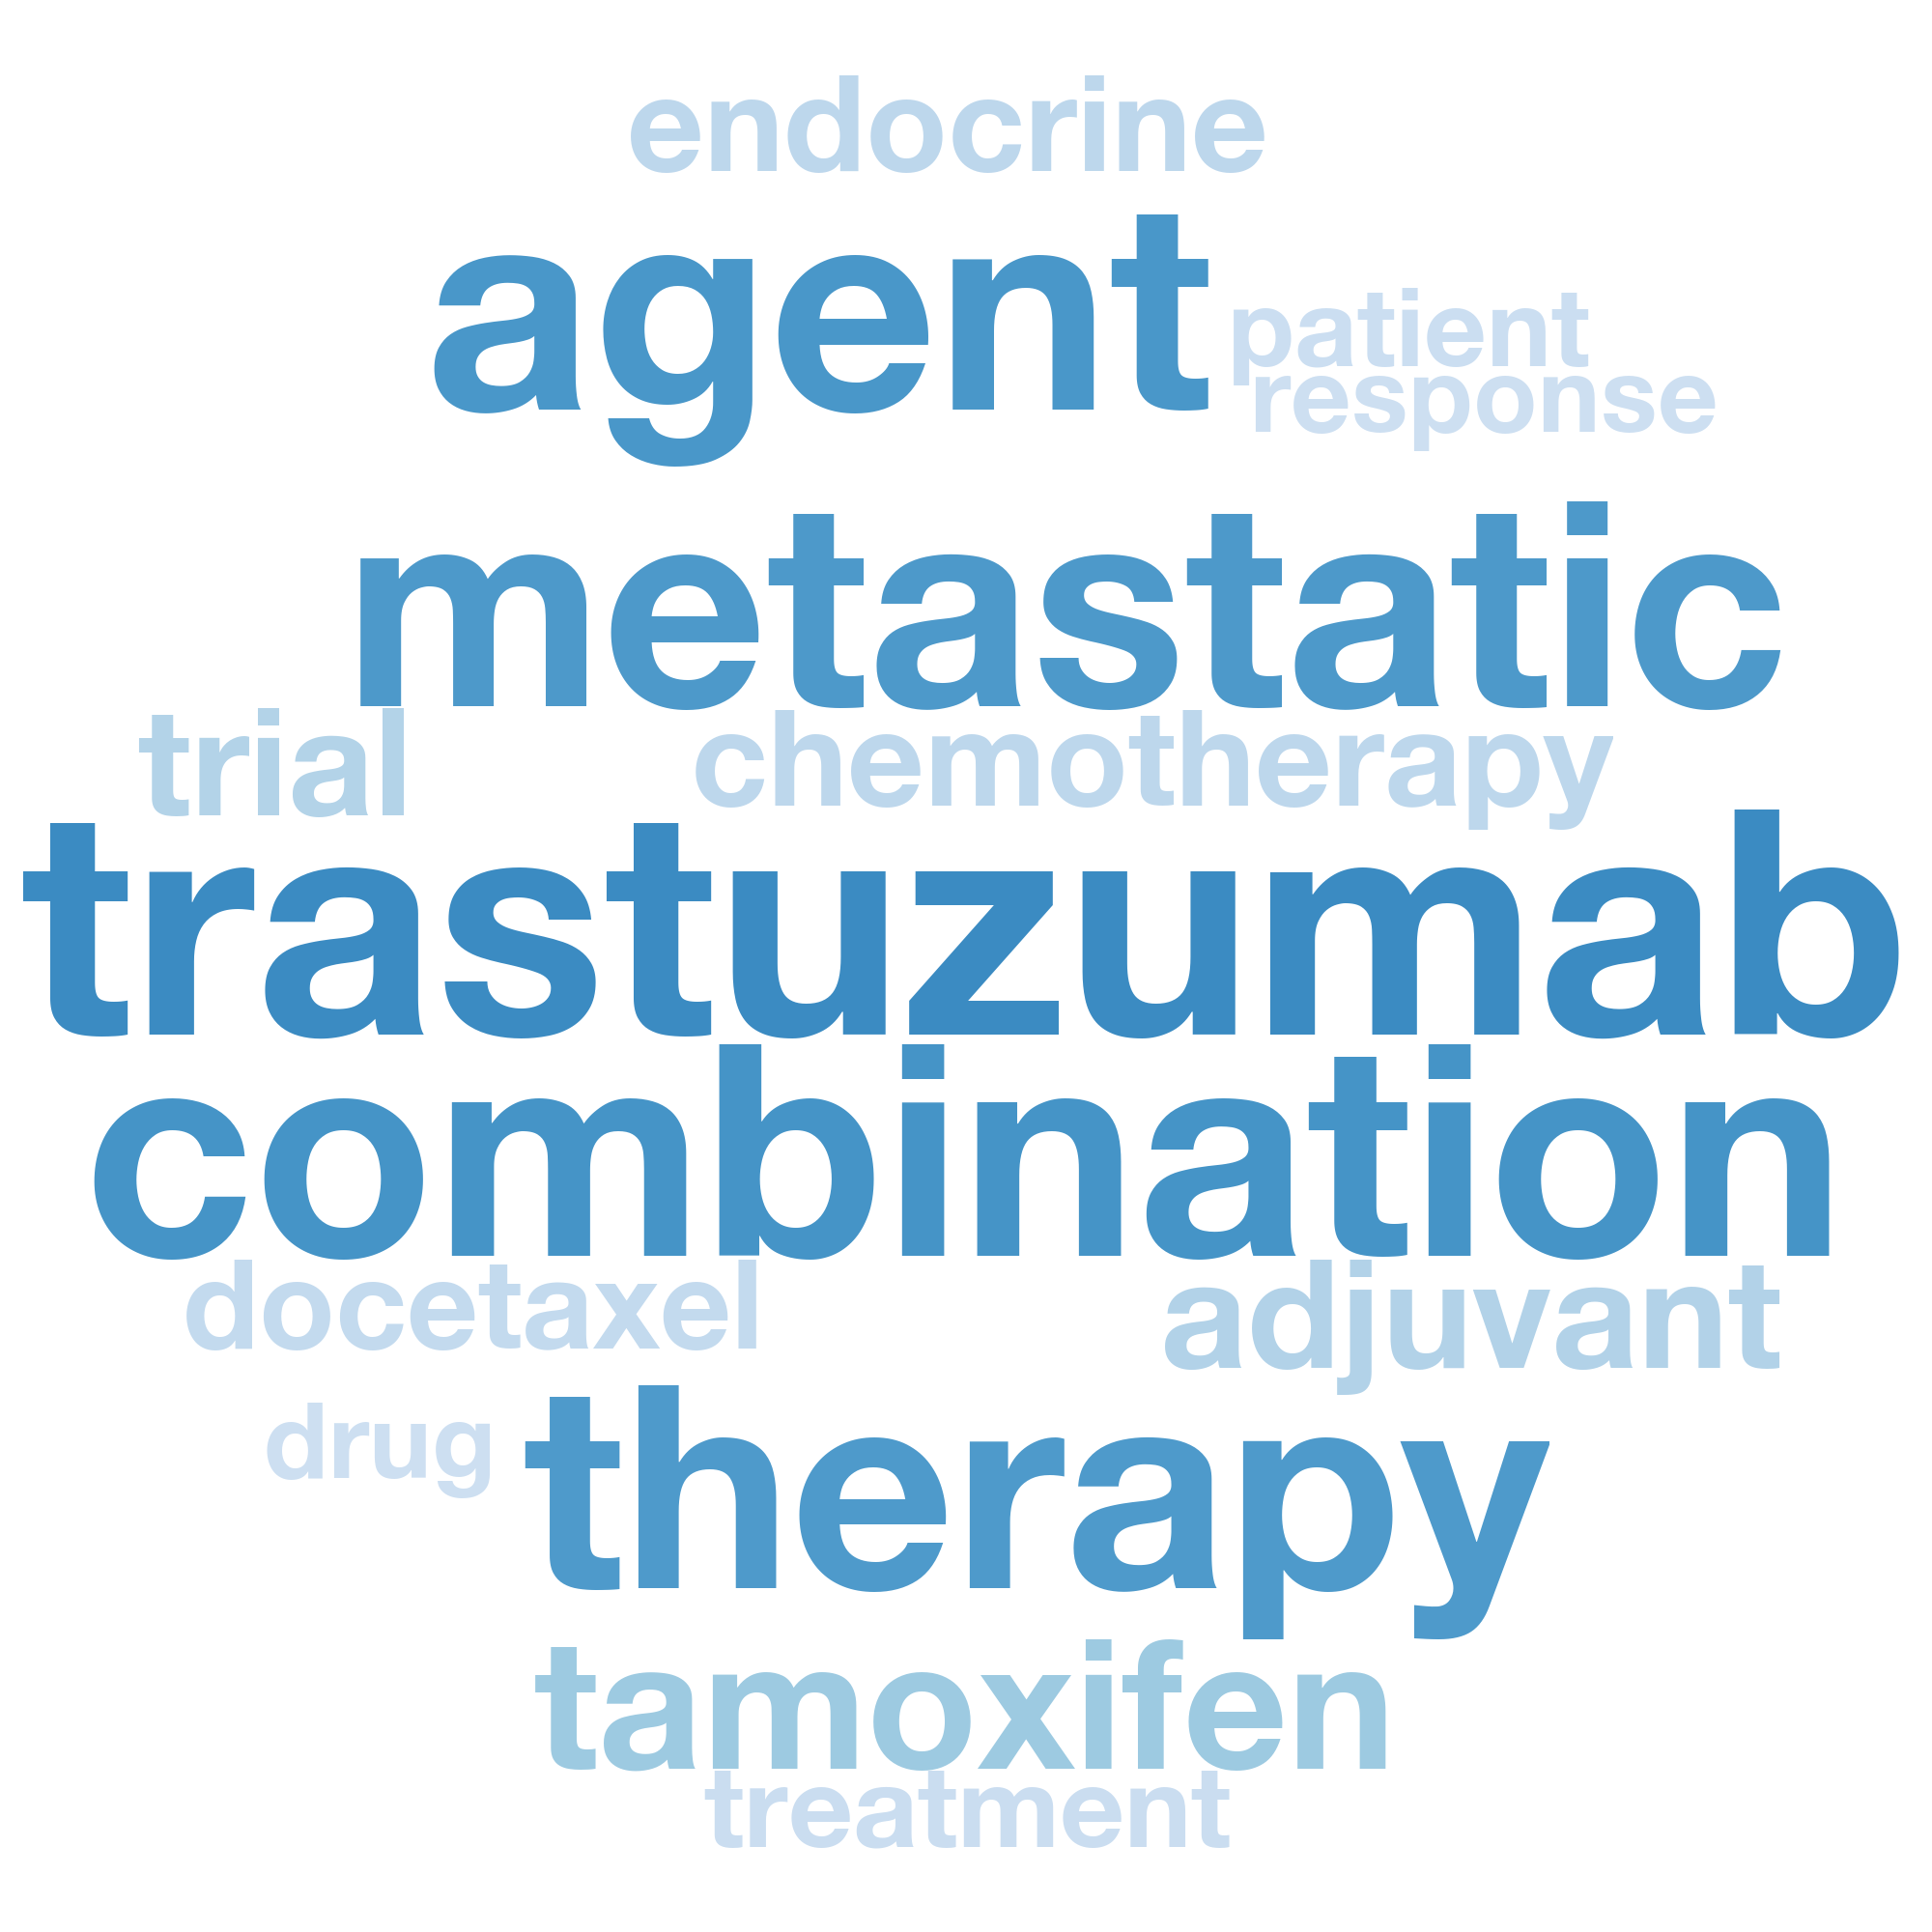 endocrine
agent
patient
response
metastatic
trial chemotherapy
trastuzumab
combination
docetaxel adjuvant
drug therapy
tamoxifen
treatment